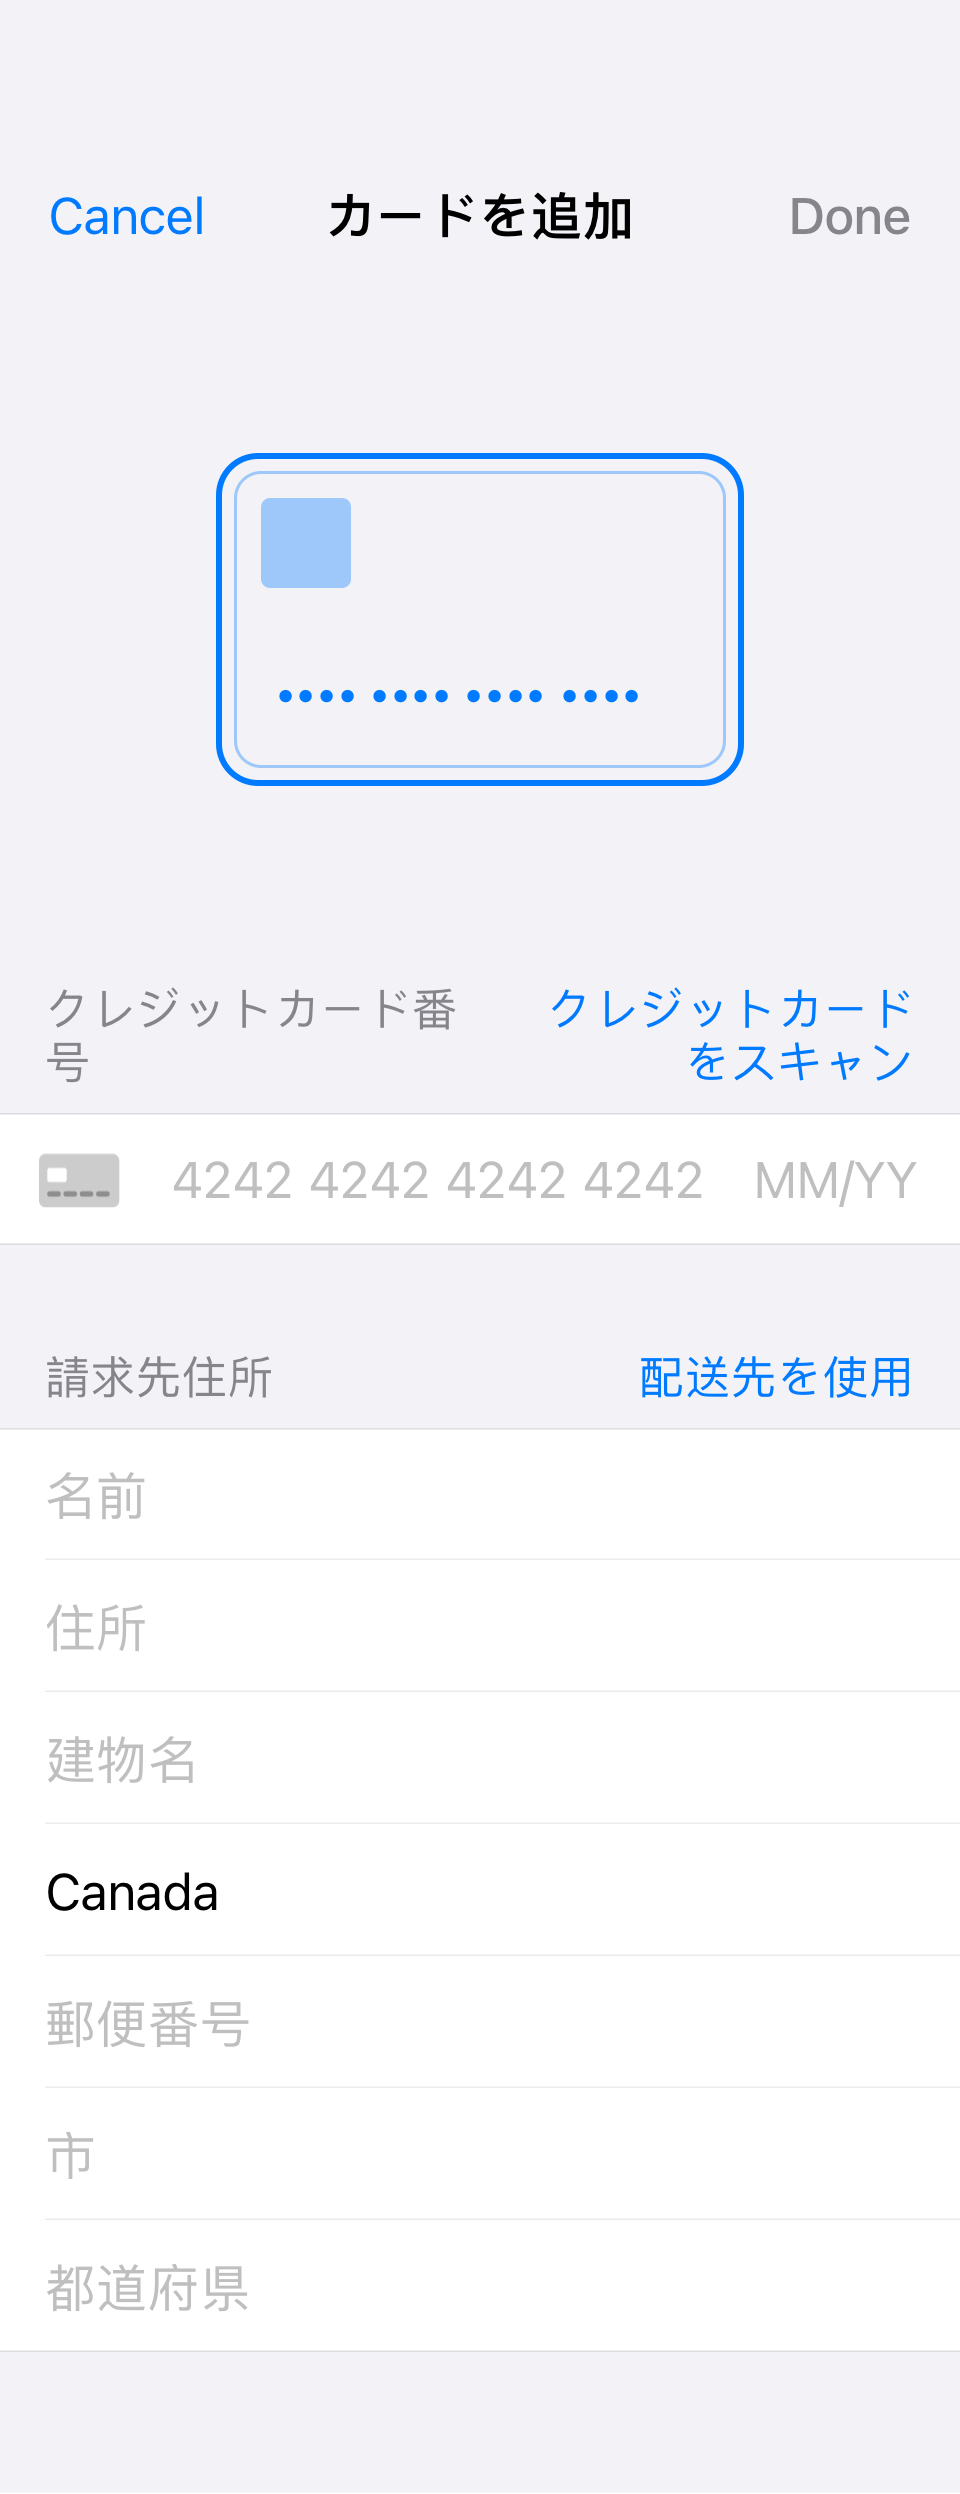 Cancel カードを追加 Done
クレジットカード番号
クレジットカードをスキャン
4242 4242 4242 4242 MM/YY
請求先住所 配送先を使用
名前
住所
建物名
Canada
郵便番号
市
都道府県